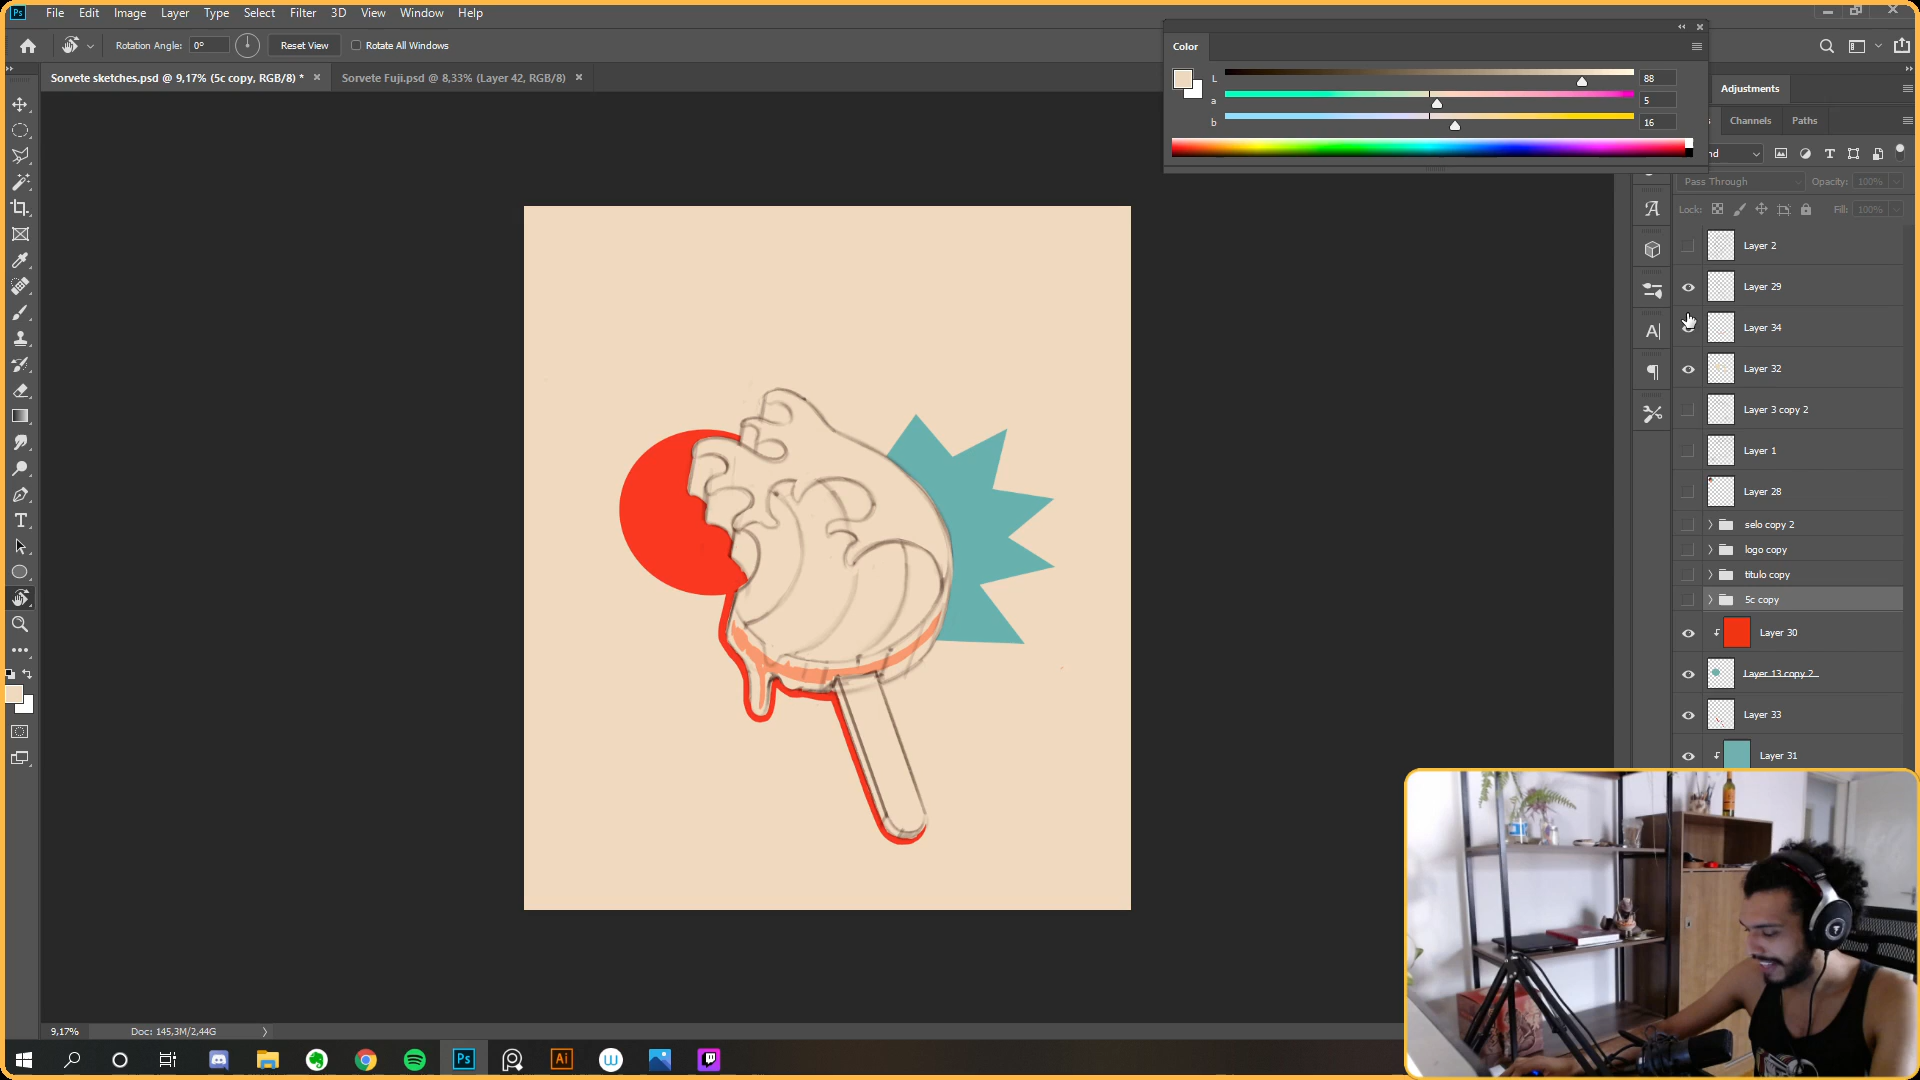 Ps File Edit Image Layer Type Select Filter 3D View Window Help
Rotation Angle: 0° Reset View Rotate All Windows
Sorvete sketches.psd @ 9,17% (5c copy, RGB/8) * × Sorvete Fuji.psd @ 8,33% (Layer 42, RGB/8) ×
Color
L 88
a 5
b 16
Adjustments
Channels Paths
nd
Pass Through Opacity: 100%
Lock: Fill: 100%
Layer 2
Layer 29
Layer 34
Layer 32
Layer 3 copy 2
Layer 1
Layer 28
selo copy 2
logo copy
titulo copy
5c copy
Layer 30
Layer 13 copy 2
Layer 33
Layer 31
9,17% Doc: 145,3M/2,44G
Ps Ai